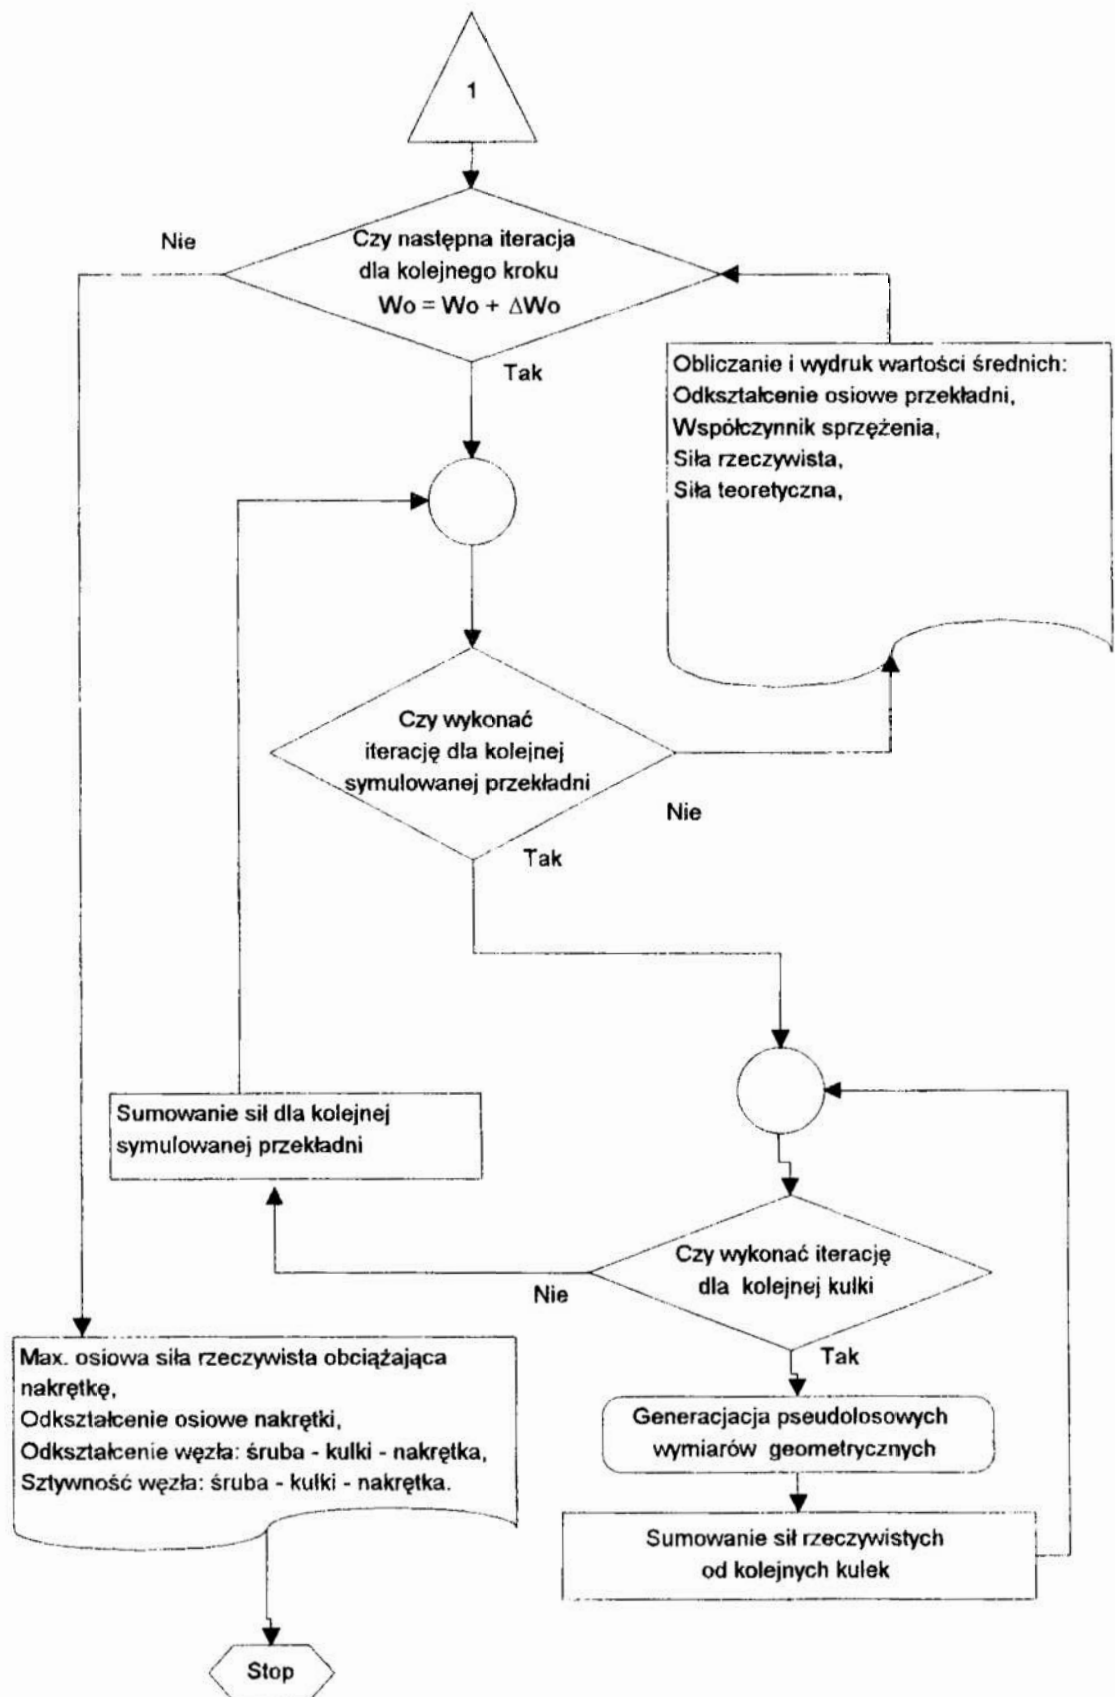 1
Nie
Czy następna iteracja
dla kolejnego kroku
Wo = Wo + ΔWo
Tak
Obliczanie i wydruk wartości średnich:
Odkształcenie osiowe przekładni,
Współczynnik sprzężenia,
Siła rzeczywista,
Siła teoretyczna,
Czy wykonać
iterację dla kolejnej
symulowanej przekładni
Nie
Tak
Sumowanie sił dla kolejnej
symulowanej przekładni
Czy wykonać iterację
dla kolejnej kulki
Nie
Tak
Max. osiowa siła rzeczywista obciążająca
nakrętkę,
Odkształcenie osiowe nakrętki,
Odkształcenie węzła: śruba - kulki - nakrętka,
Sztywność węzła: śruba - kulki - nakrętka.
Generacjacja pseudolosowych
wymiarów geometrycznych
Sumowanie sił rzeczywistych
od kolejnych kulek
Stop